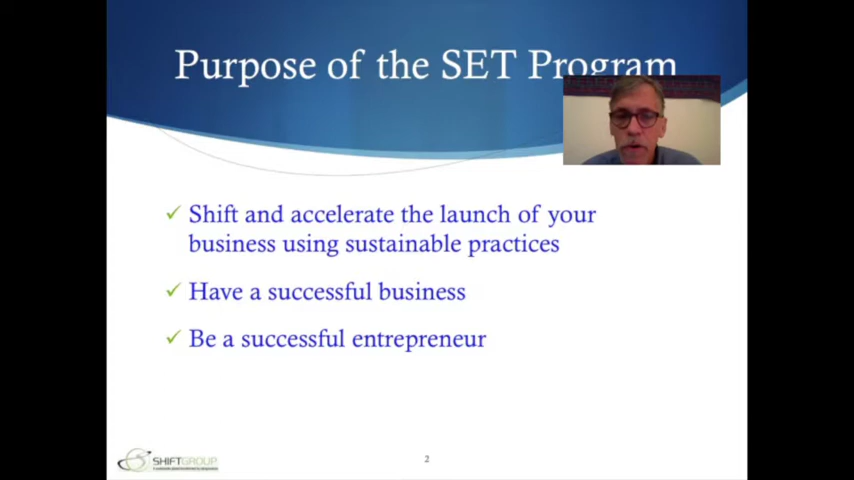 Purpose of the SET Program
Shift and accelerate the launch of your
business using sustainable practices
Have a successful business
Be a successful entrepreneur
SHIFTGROUP
2